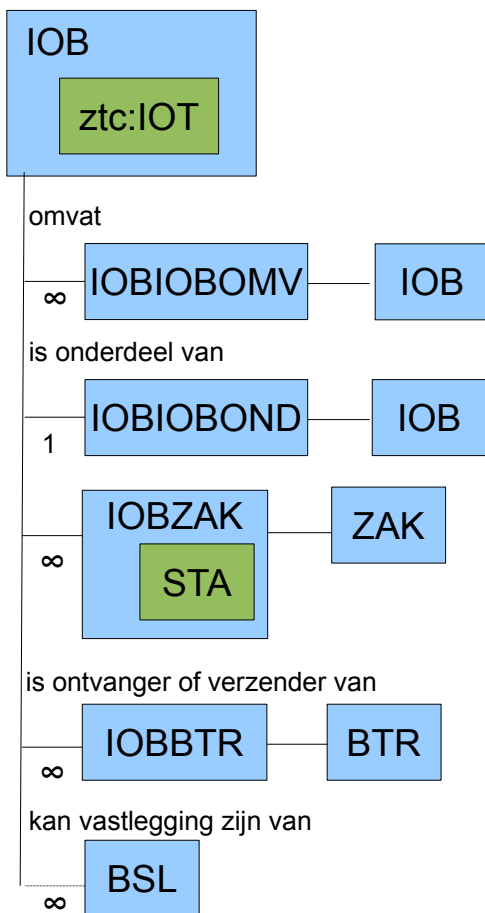 IOB
ztc:IOT
omvat
∞
IOBIOBOMV
IOB
is onderdeel van
1
IOBIOBOND
IOB
∞
IOBZAK
STA
ZAK
is ontvanger of verzender van
∞
IOBBTR
BTR
kan vastlegging zijn van
∞
BSL